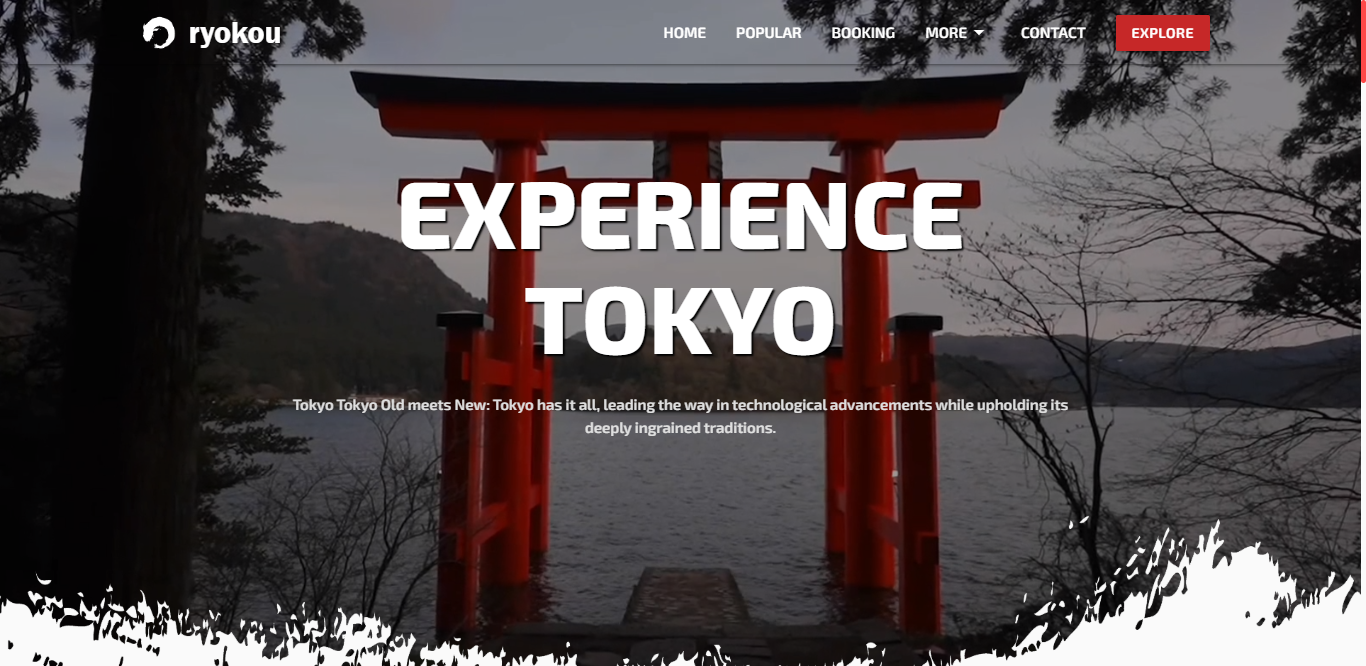 ryokou
HOME POPULAR BOOKING MORE CONTACT EXPLORE
EXPERIENCE
TOKYO
Tokyo Tokyo Old meets New: Tokyo has it all, leading the way in technological advancements while upholding its
deeply ingrained traditions.